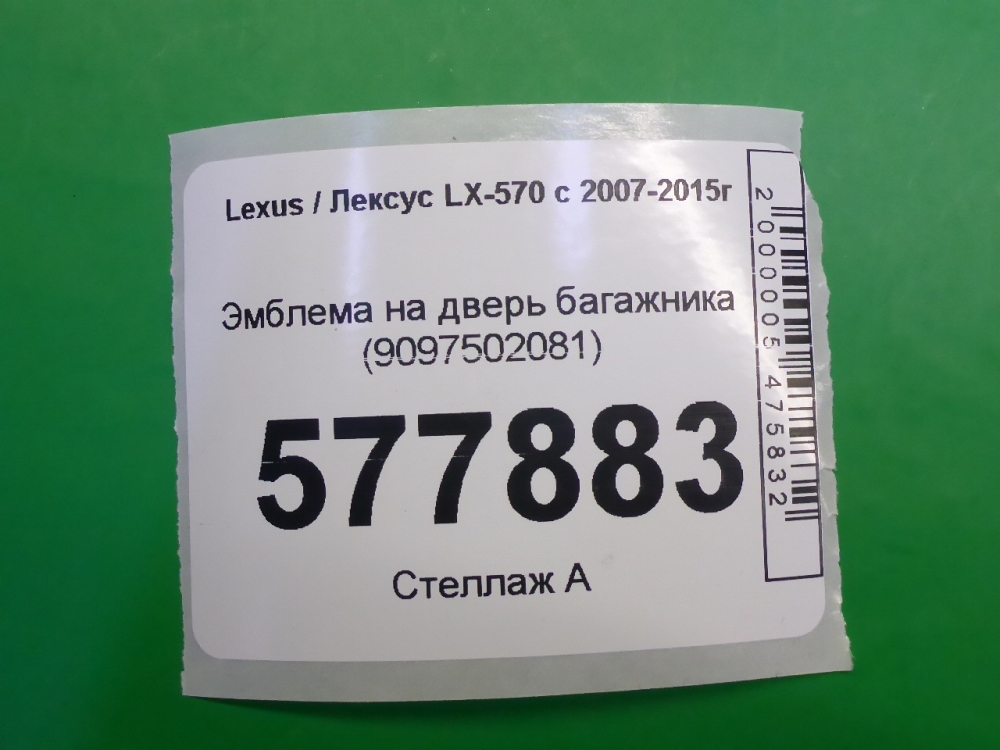 Lexus / Лексус LX-570 с 2007-2015г
Эмблема на дверь багажника
(9097502081)
577883
Стеллаж А
2000005475832